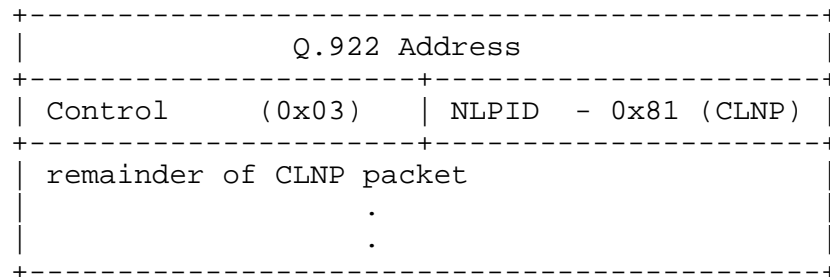 Q.922 Address
Control (0x03) | NLPID - 0x81 (CLNP)
remainder of CLNP packet
.
.